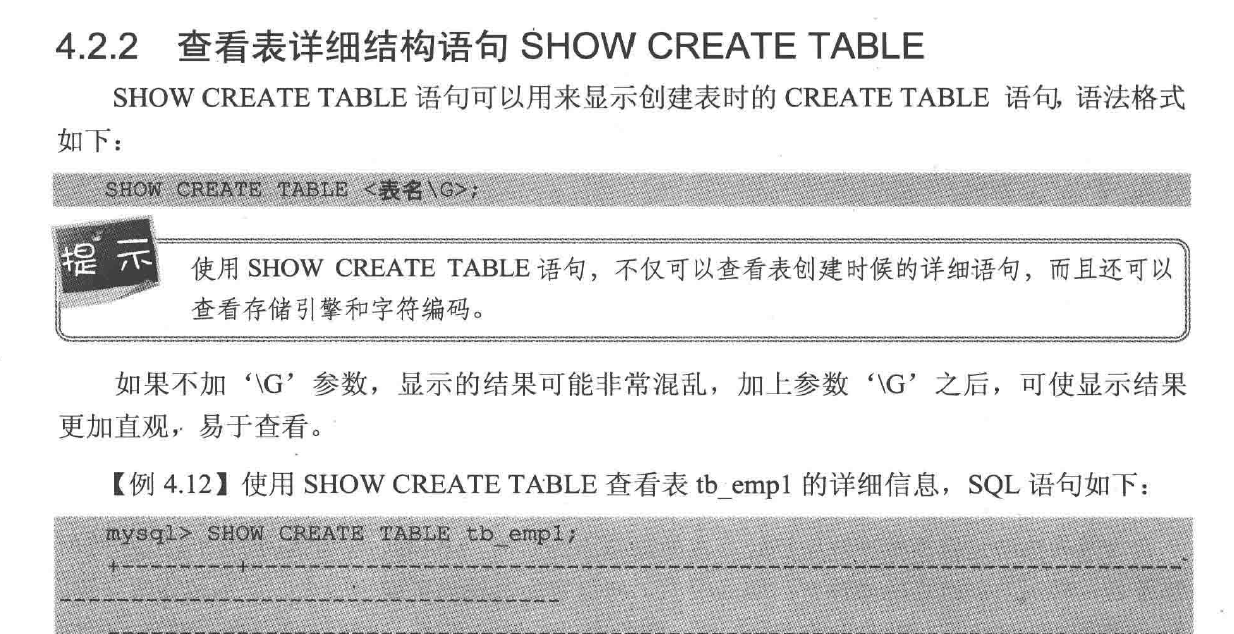 4.2.2 查看表详细结构语句 SHOW CREATE TABLE
SHOW CREATE TABLE 语句可以用来显示创建表时的 CREATE TABLE 语句，语法格式
如下：
SHOW CREATE TABLE <表名\G>;
提示
使用 SHOW CREATE TABLE 语句，不仅可以查看表创建时候的详细语句，而且还可以
查看存储引擎和字符编码。
如果不加‘\G’参数，显示的结果可能非常混乱，加上参数‘\G’之后，可使显示结果
更加直观，易于查看。
【例 4.12】使用 SHOW CREATE TABLE 查看表 tb_emp1 的详细信息，SQL 语句如下：
mysql> SHOW CREATE TABLE tb_emp1;
+--------+------------------------------------------------------------------
-----------------------------------